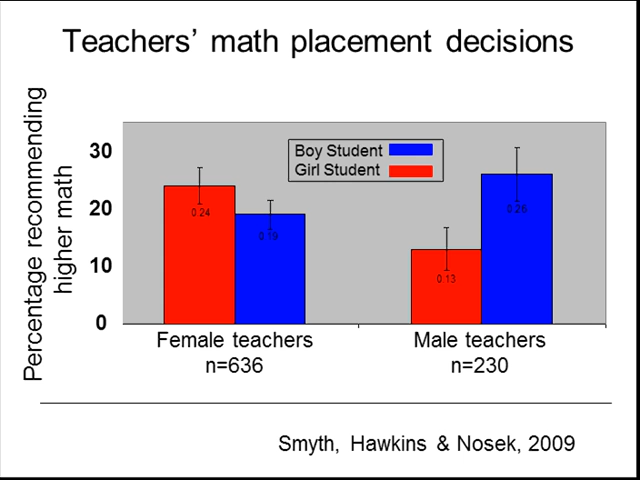 Teachers' math placement decisions
Percentage recommending
higher math
30
20
10
0
Boy Student
Girl Student
0.24
0.19
0.13
0.26
Female teachers
n=636
Male teachers
n=230
Smyth, Hawkins & Nosek, 2009